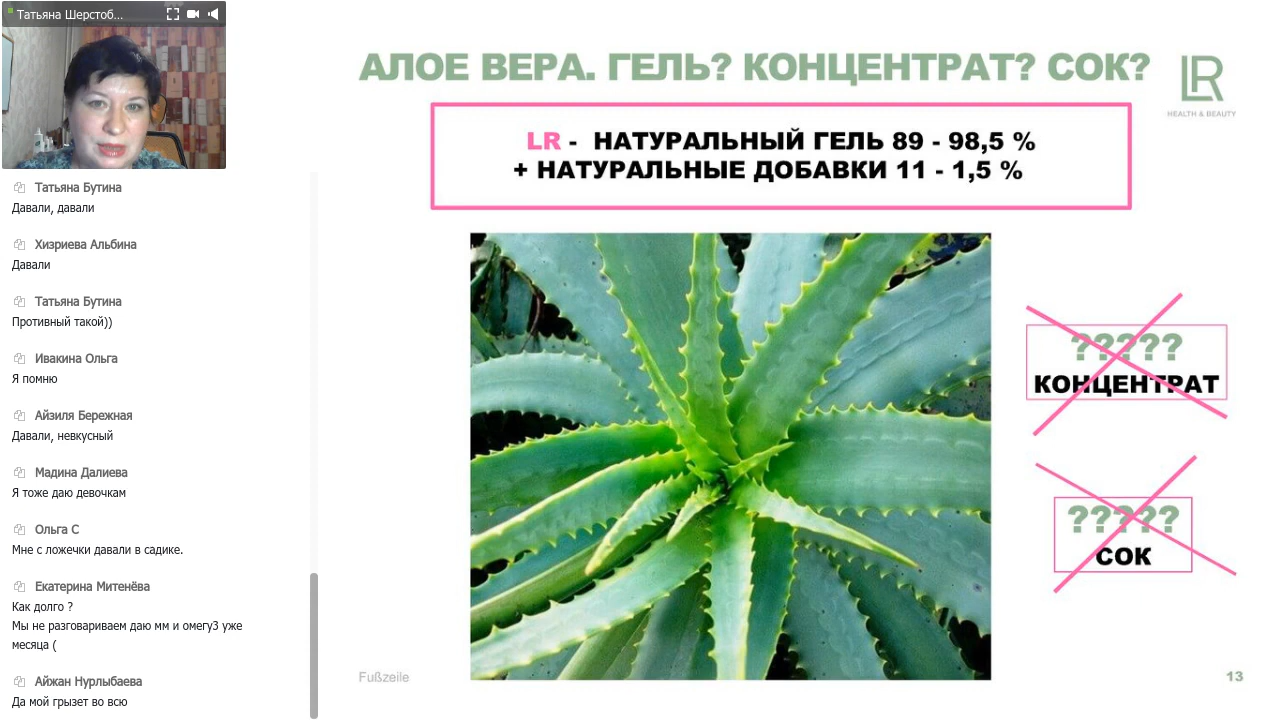 Татьяна Шерстоб...
Татьяна Бутина
Давали, давали
Хизриева Альбина
Давали
Татьяна Бутина
Противный такой))
Ивакина Ольга
Я помню
Айзиля Бережная
Давали, невкусный
Мадина Далиева
Я тоже даю девочкам
Ольга С
Мне с ложечки давали в садике.
Екатерина Митенёва
Как долго ?
Мы не разговариваем даю мм и омегу3 уже
месяца (
Айжан Нурлыбаева
Да мой грызет во всю
АЛОЕ ВЕРА. ГЕЛЬ? КОНЦЕНТРАТ? СОК?
LR
HEALTH & BEAUTY
LR - НАТУРАЛЬНЫЙ ГЕЛЬ 89 - 98,5 %
+ НАТУРАЛЬНЫЕ ДОБАВКИ 11 - 1,5 %
?????
КОНЦЕНТРАТ
?????
СОК
Fußzeile
13